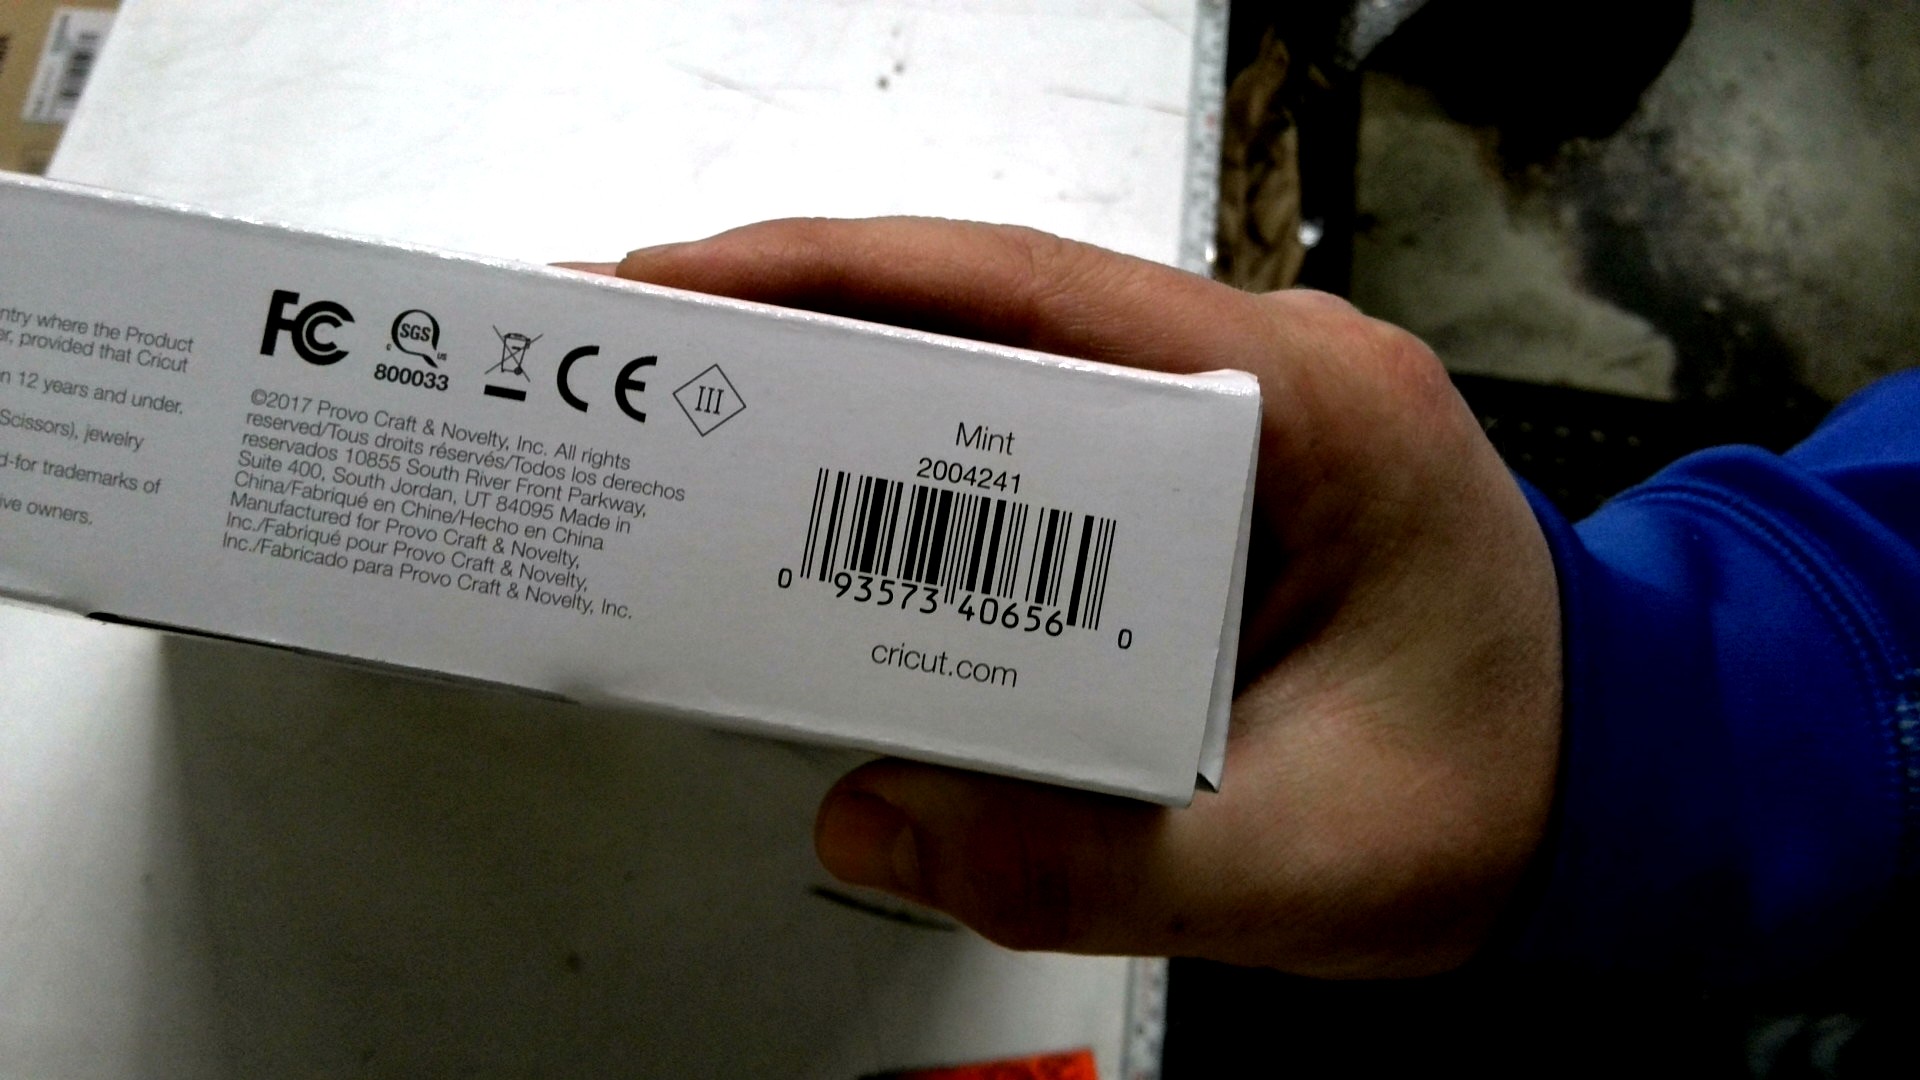 ntry where the Product
er, provided that Cricut
n 12 years and under.
Scissors), jewelry
d-for trademarks of
ive owners.
FC
SGS
C US
800033
CE
III
©2017 Provo Craft & Novelty, Inc. All rights
reserved/Tous droits réservés/Todos los derechos
reservados 10855 South River Front Parkway,
Suite 400, South Jordan, UT 84095 Made in
China/Fabriqué en Chine/Hecho en China
Manufactured for Provo Craft & Novelty,
Inc./Fabriqué pour Provo Craft & Novelty,
Inc./Fabricado para Provo Craft & Novelty, Inc.
Mint
2004241
0 93573 40656 0
cricut.com